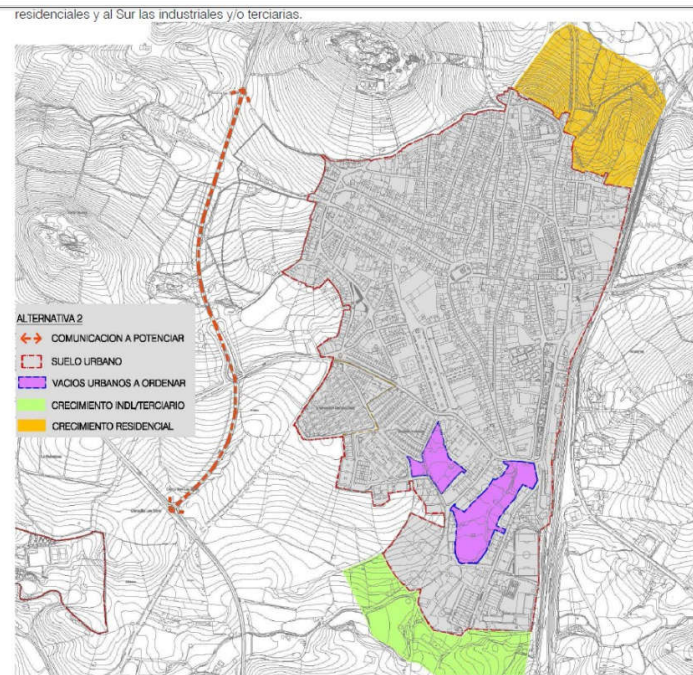 residenciales y al Sur las industriales y/o terciarias.
ALTERNATIVA 2
COMUNICACION A POTENCIAR
SUELO URBANO
VACIOS URBANOS A ORDENAR
CRECIMIENTO INDL/TERCIARIO
CRECIMIENTO RESIDENCIAL